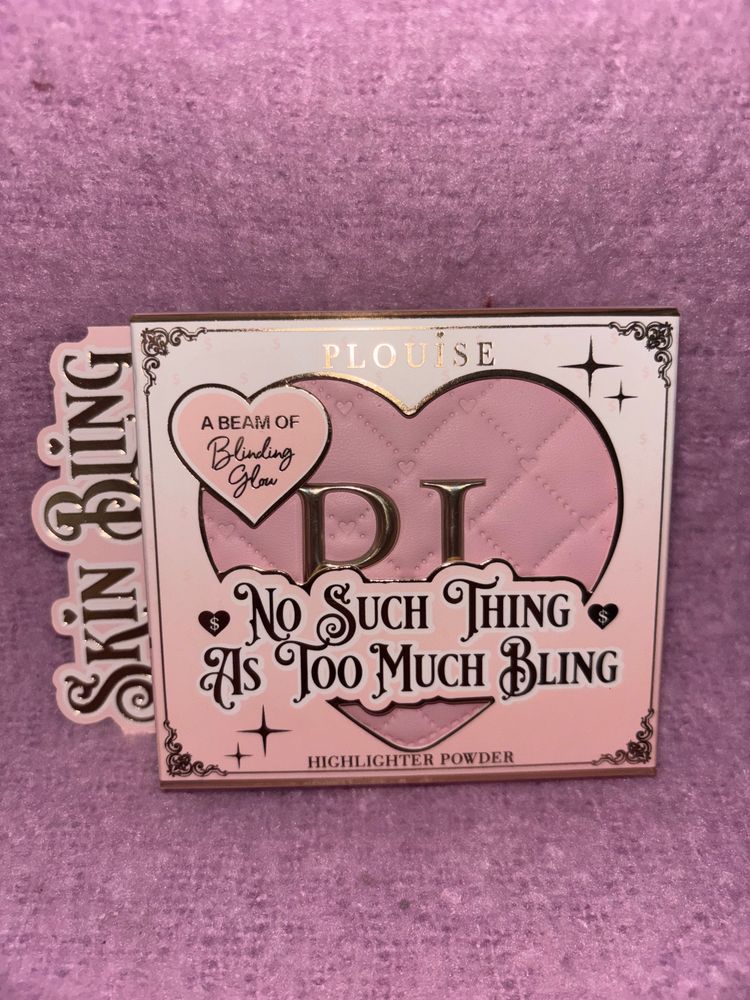 PLOUISE
A BEAM OF
Blinding
Glow
PL
NO SUCH THING
AS TOO MUCH BLING
$
$
HIGHLIGHTER POWDER
SKIN BLING